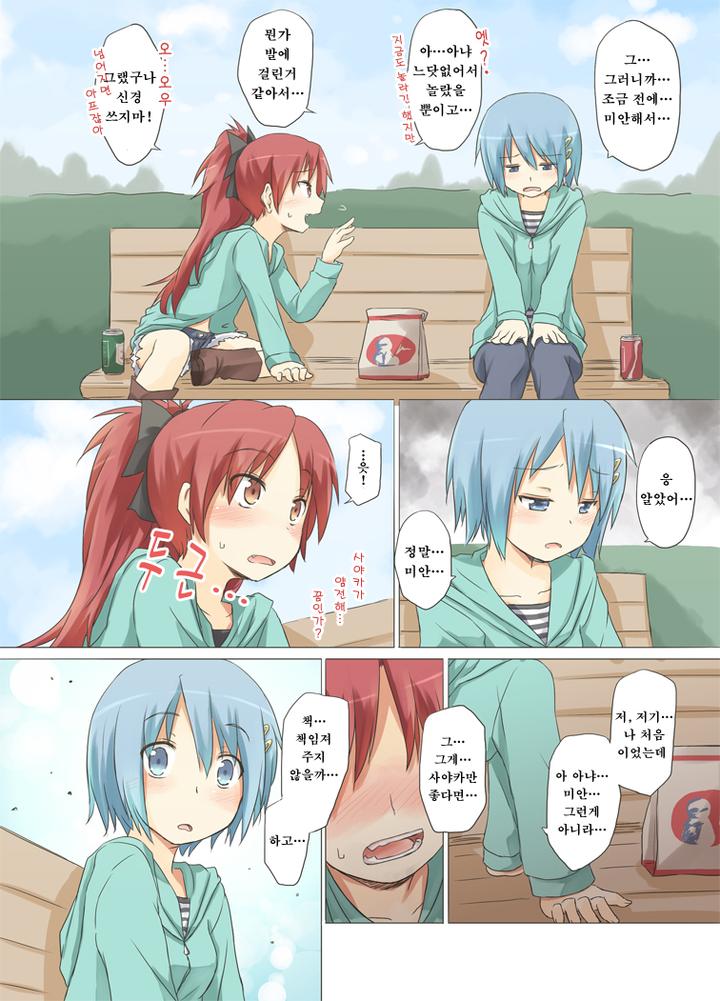 그…
그러니까…
조금 전에…
미안해서…
엣?
아…아냐
느닷없어서
놀랐을
뿐이고…
지금도 놀라긴 했지만
뭔가
발에
걸린거
같아서…
오…오우
그랬구나
신경
쓰지마!
넘어지면
아프잖아
응
알았어…
정말…
미안…
…읏!
두근…
사야카가
얌전해…
꿈인가?
저, 저기…
나 처음
이었는데
아 아냐…
미안…
그런게
아니라…
그…
그게…
사야카만
좋다면…
책…
책임져
주지
않을까…
하고…